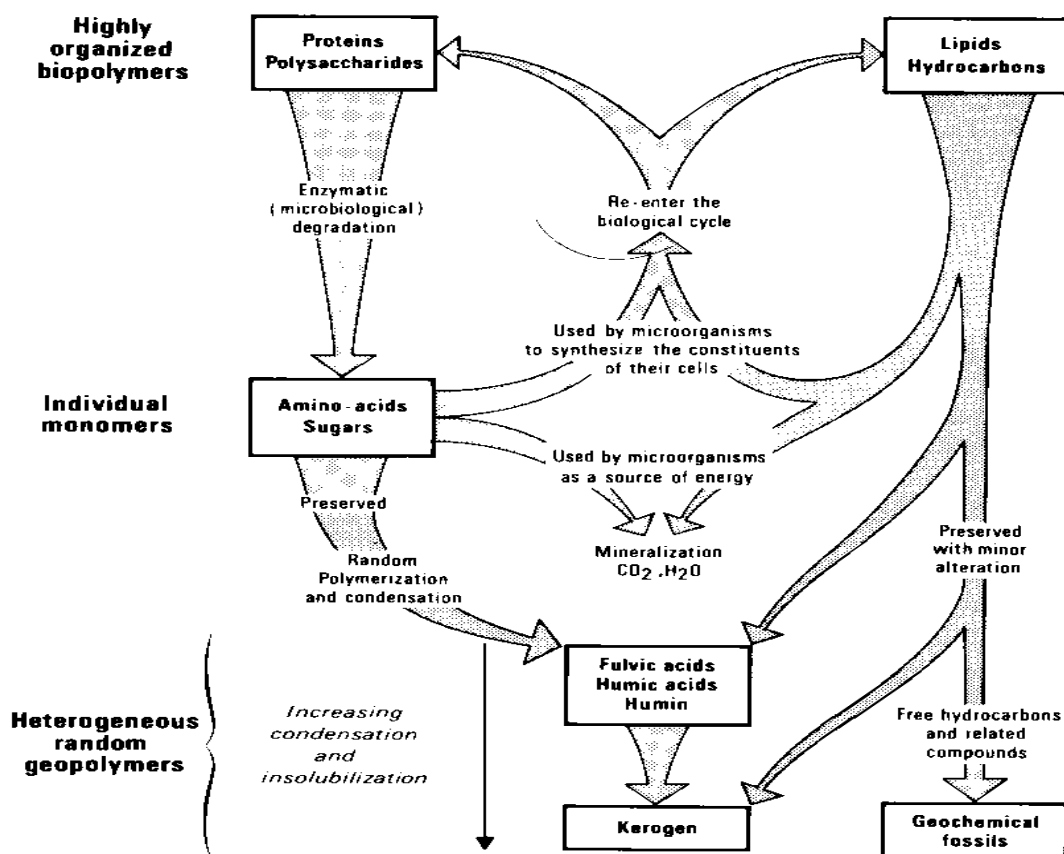 Highly
organized
biopolymers
Proteins
Polysaccharides
Lipids
Hydrocarbons
Enzymatic
(microbiological)
degradation
Re-enter the
biological cycle
Used by microorganisms
to synthesize the constituents
of their cells
Individual
monomers
Amino-acids
Sugars
Used by microorganisms
as a source of energy
Preserved
Random
Polymerization
and condensation
Mineralization
CO2, H2O
Preserved
with minor
alteration
Heterogeneous
random
geopolymers
Increasing
condensation
and
insolubilization
Fulvic acids
Humic acids
Humin
Free hydrocarbons
and related
compounds
Kerogen
Geochemical
fossils